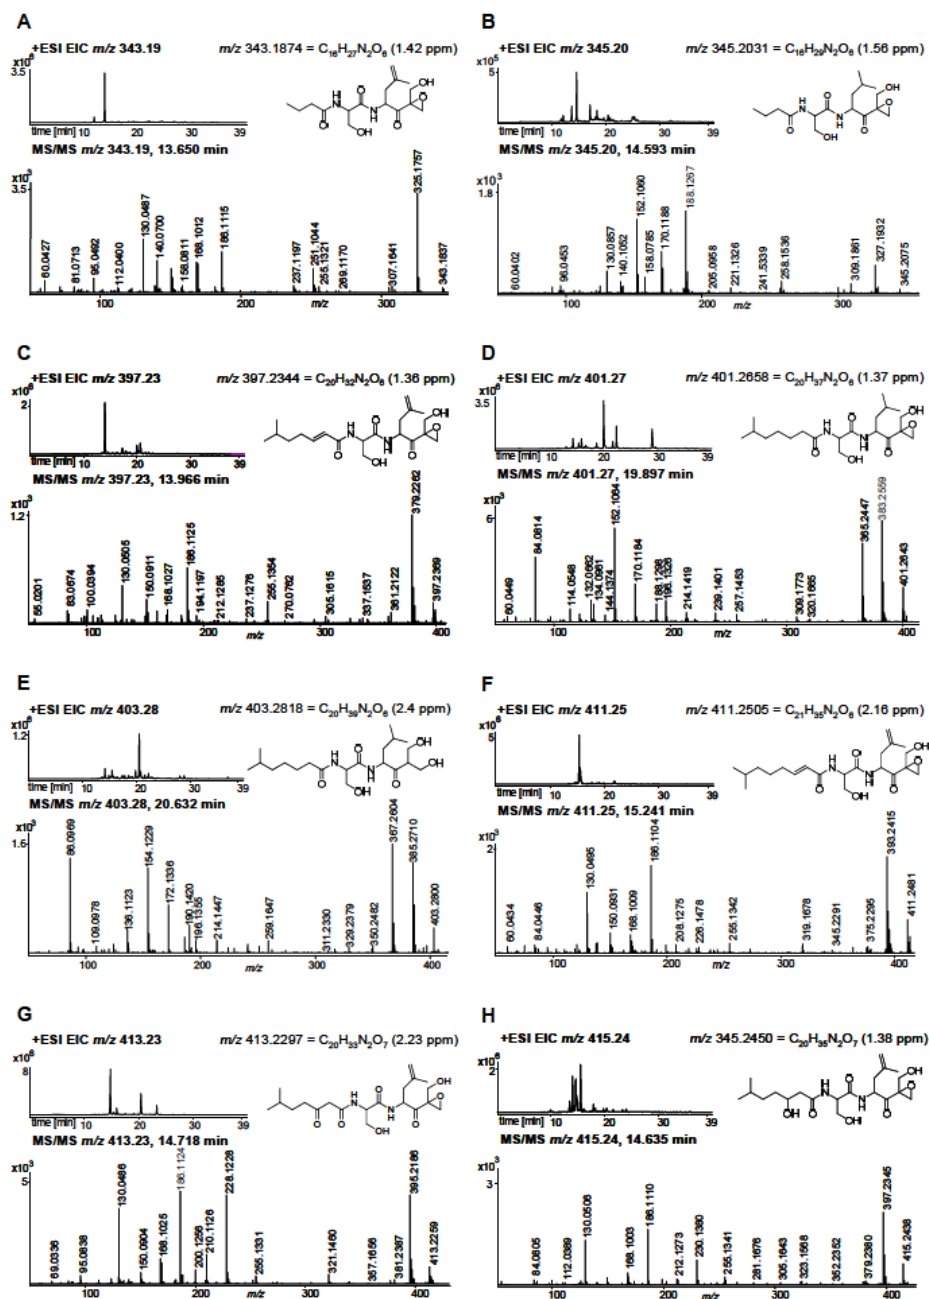 A
+ESI EIC m/z 343.19
m/z 343.1874 = C16H27N2O6 (1.42 ppm)
x10^6
3.5
time [min] 10 20 30 39
MS/MS m/z 343.19, 13.650 min
x10^3
3.5
60.0427 81.0713 95.0492 112.0400 130.0487 140.0700 158.0811 168.1012 186.1115 237.1197 251.1044 255.1321 269.1170 307.1641 325.1757 343.1837
100 200 300 m/z
B
+ESI EIC m/z 345.20
m/z 345.2031 = C16H29N2O6 (1.56 ppm)
x10^5
5
time [min] 10 20 30 39
MS/MS m/z 345.20, 14.593 min
x10^3
1.8
60.0402 96.0453 130.0857 140.1062 152.1060 158.0785 170.1188 188.1267 205.0958 221.1326 241.5339 258.1536 309.1861 327.1932 345.2075
100 200 m/z 300
C
+ESI EIC m/z 397.23
m/z 397.2344 = C20H32N2O6 (1.36 ppm)
x10^6
2
time [min] 10 20 30 39
MS/MS m/z 397.23, 13.966 min
x10^3
1.2
55.0201 83.0674 100.0394 130.0505 150.0911 168.1027 186.1125 194.1197 212.1285 237.1276 255.1354 270.0762 305.1615 337.1537 361.2122 379.2262 397.2369
100 200 m/z 300 400
D
+ESI EIC m/z 401.27
m/z 401.2658 = C20H37N2O6 (1.37 ppm)
x10^6
3.5
time [min] 10 20 30 39
MS/MS m/z 401.27, 19.897 min
x10^3
6
60.0449 84.0814 114.0548 132.0662 134.0961 144.1374 152.1064 170.1184 188.1298 196.1326 214.1419 239.1401 257.1453 309.1773 320.1665 365.2447 383.2559 401.2643
100 200 m/z 300 400
E
+ESI EIC m/z 403.28
m/z 403.2818 = C20H39N2O6 (2.4 ppm)
x10^6
1.2
time [min] 10 20 30 39
MS/MS m/z 403.28, 20.632 min
x10^3
1.6
86.0969 109.0978 136.1123 154.1229 172.1336 190.1420 196.1355 214.1447 259.1647 311.2330 329.2379 350.2482 367.2604 385.2710 403.2800
100 200 m/z 300 400
F
+ESI EIC m/z 411.25
m/z 411.2505 = C21H35N2O6 (2.16 ppm)
x10^6
5
time [min] 10 20 30 39
MS/MS m/z 411.25, 15.241 min
x10^3
2
60.0434 84.0446 130.0495 150.0931 168.1009 186.1104 208.1275 226.1478 255.1342 319.1678 345.2291 375.2295 393.2415 411.2481
100 200 m/z 300 400
G
+ESI EIC m/z 413.23
m/z 413.2297 = C20H33N2O7 (2.23 ppm)
x10^6
8
time [min] 10 20 30 39
MS/MS m/z 413.23, 14.718 min
x10^3
5
69.0336 95.0838 130.0486 150.0904 168.1025 186.1124 200.1256 210.1126 228.1228 255.1331 321.1460 357.1656 381.2387 395.2186 413.2259
100 200 m/z 300 400
H
+ESI EIC m/z 415.24
m/z 345.2450 = C20H35N2O7 (1.38 ppm)
x10^6
2
time [min] 10 20 30 39
MS/MS m/z 415.24, 14.635 min
x10^3
3
84.0805 112.0389 130.0506 168.1003 186.1110 212.1273 230.1380 255.1341 281.1676 305.1643 323.1568 352.2352 379.2380 397.2345 415.2438
100 200 m/z 300 400